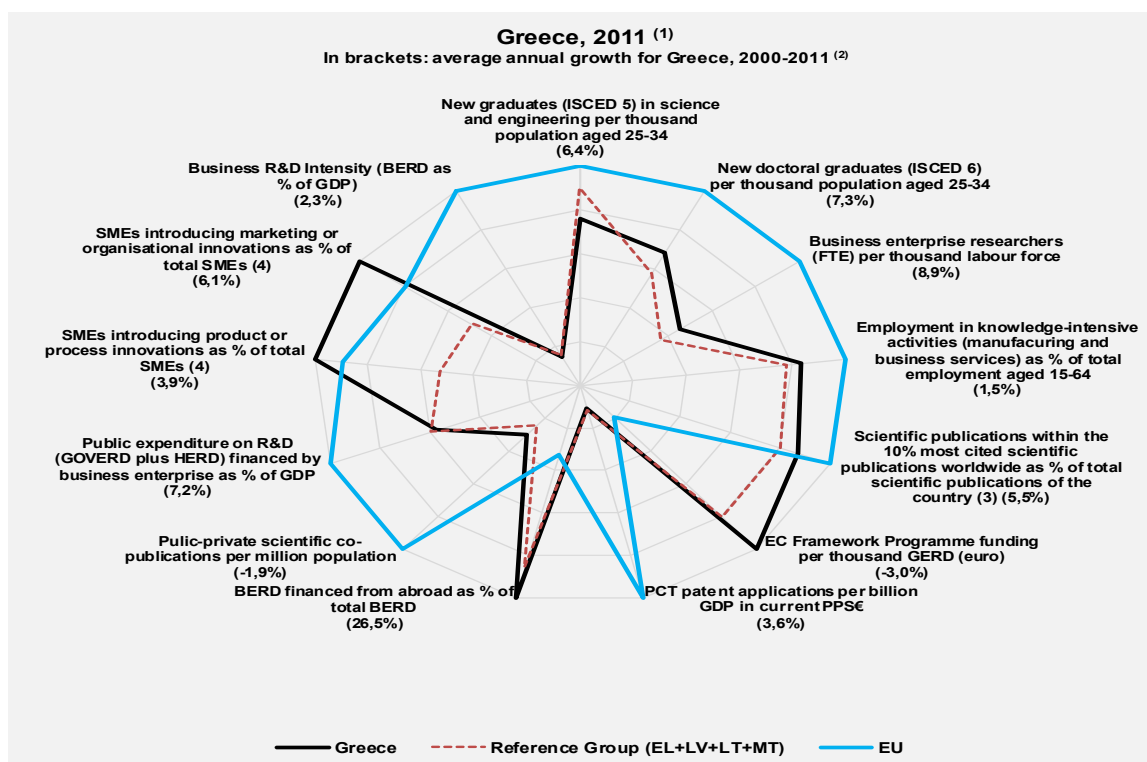 Greece, 2011 (1)
In brackets: average annual growth for Greece, 2000-2011 (2)
New graduates (ISCED 5) in science
and engineering per thousand
population aged 25-34
(6,4%)
New doctoral graduates (ISCED 6)
per thousand population aged 25-34
(7,3%)
Business enterprise researchers
(FTE) per thousand labour force
(8,9%)
Employment in knowledge-intensive
activities (manufacuring and
business services) as % of total
employment aged 15-64
(1,5%)
Scientific publications within the
10% most cited scientific
publications worldwide as % of total
scientific publications of the
country (3) (5,5%)
EC Framework Programme funding
per thousand GERD (euro)
(-3,0%)
PCT patent applications per billion
GDP in current PPS€
(3,6%)
BERD financed from abroad as % of
total BERD
(26,5%)
Pulic-private scientific co-
publications per million population
(-1,9%)
Public expenditure on R&D
(GOVERD plus HERD) financed by
business enterprise as % of GDP
(7,2%)
SMEs introducing product or
process innovations as % of total
SMEs (4)
(3,9%)
SMEs introducing marketing or
organisational innovations as % of
total SMEs (4)
(6,1%)
Business R&D Intensity (BERD as
% of GDP)
(2,3%)
Greece
Reference Group (EL+LV+LT+MT)
EU